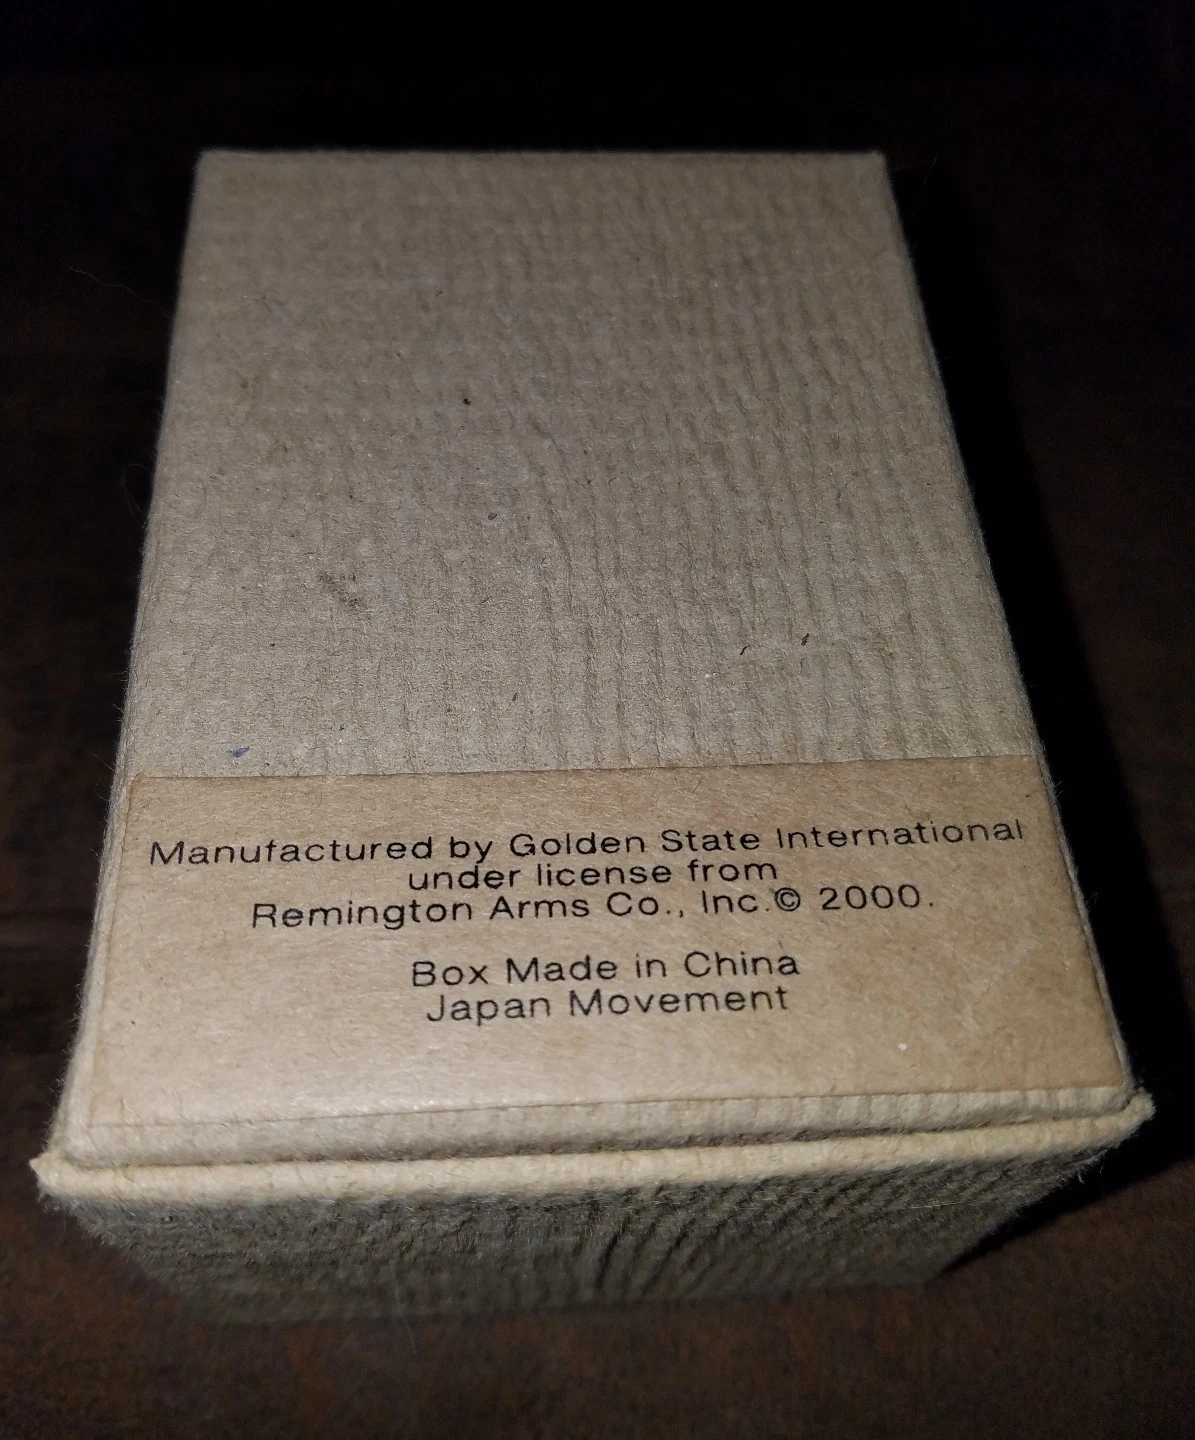 Manufactured by Golden State International
under license from
Remington Arms Co., Inc.© 2000.
Box Made in China
Japan Movement